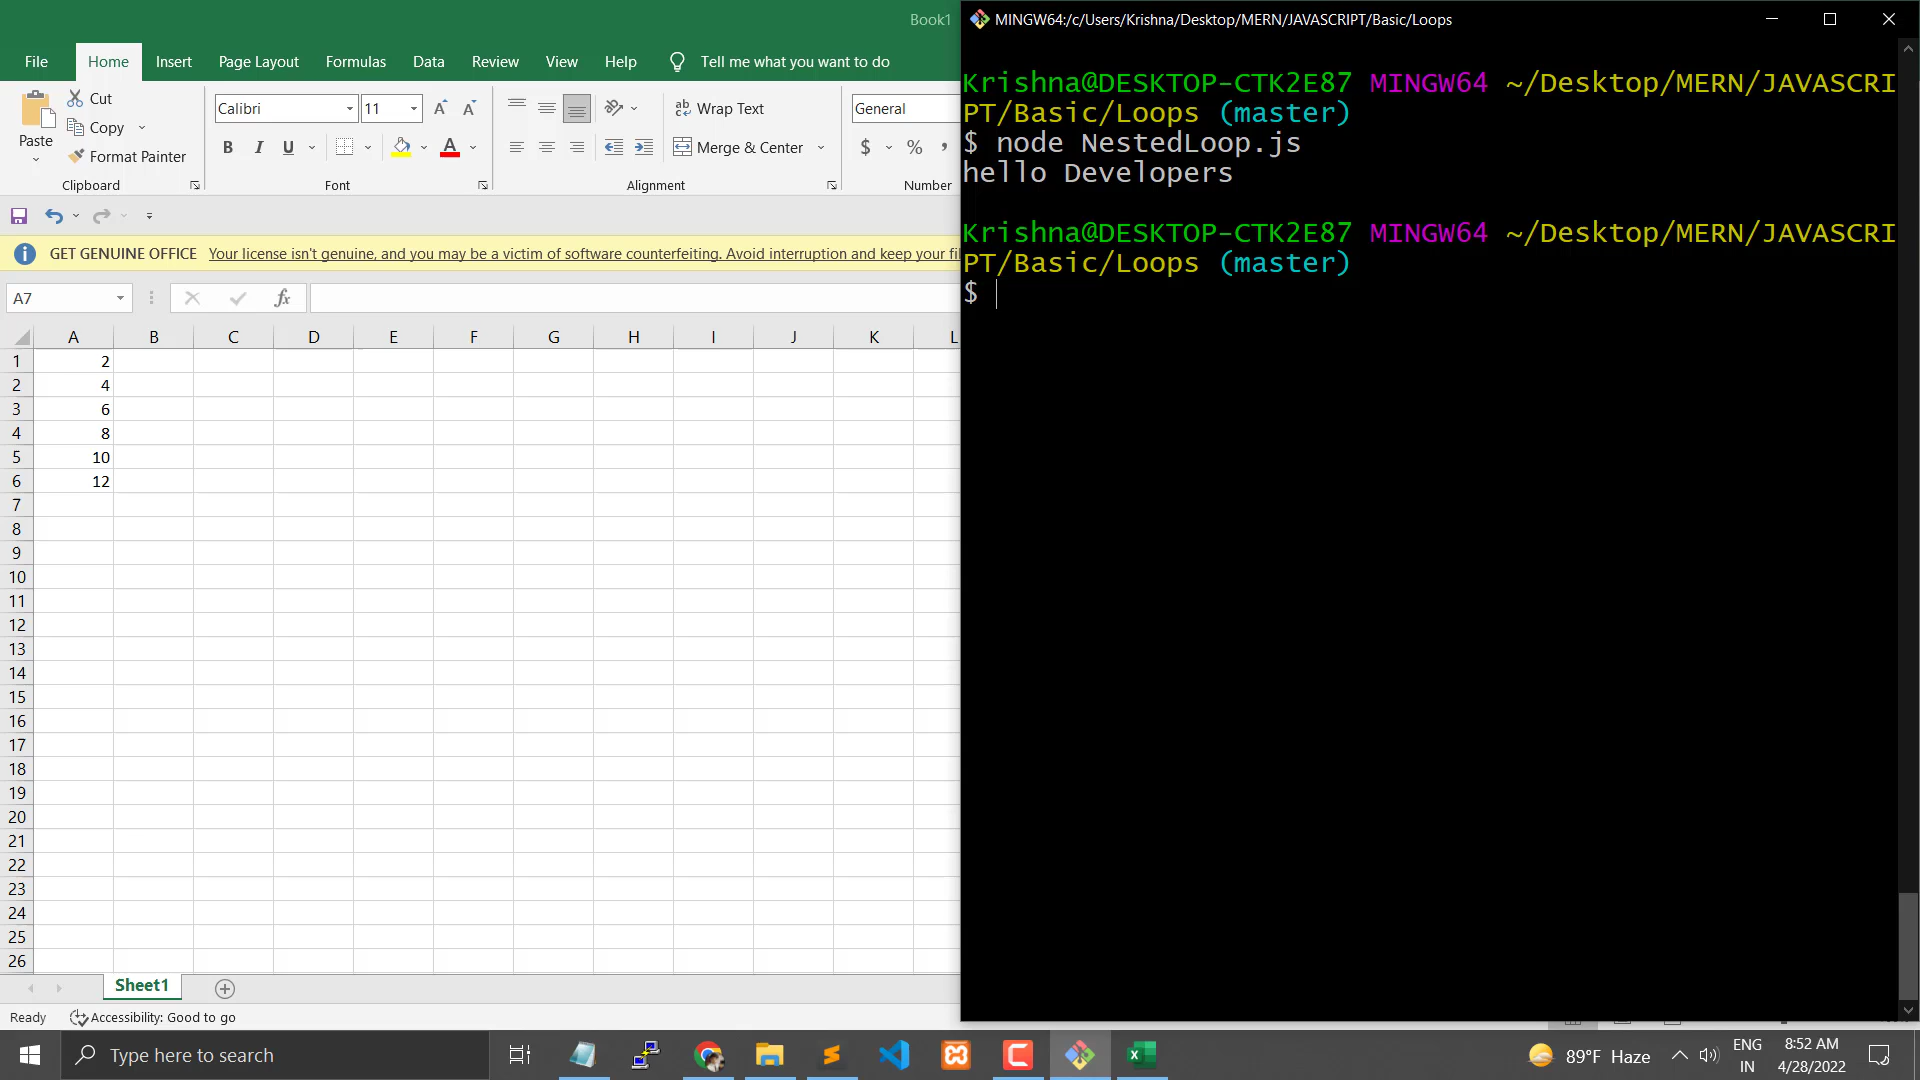 Book1
File Home Insert Page Layout Formulas Data Review View Help Tell me what you want to do
Paste
Cut
Copy
Format Painter
Clipboard
Calibri 11
B I U
Font
ab Wrap Text
Merge & Center
Alignment
General
$ % ,
Number
GET GENUINE OFFICE Your license isn't genuine, and you may be a victim of software counterfeiting. Avoid interruption and keep your fil
A7 fx
A B C D E F G H I J K L
1 2
2 4
3 6
4 8
5 10
6 12
7
8
9
10
11
12
13
14
15
16
17
18
19
20
21
22
23
24
25
26
Sheet1
Ready Accessibility: Good to go
MINGW64:/c/Users/Krishna/Desktop/MERN/JAVASCRIPT/Basic/Loops
Krishna@DESKTOP-CTK2E87 MINGW64 ~/Desktop/MERN/JAVASCRI
PT/Basic/Loops (master)
$ node NestedLoop.js
hello Developers
Krishna@DESKTOP-CTK2E87 MINGW64 ~/Desktop/MERN/JAVASCRI
PT/Basic/Loops (master)
$
Type here to search
89°F Haze
ENG
IN
8:52 AM
4/28/2022